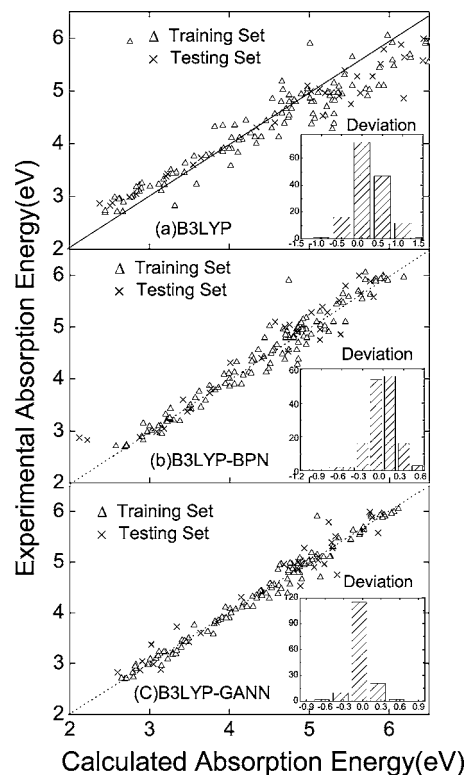 Experimental Absorption Energy(eV)
6
5
4
3
2
Training Set
Testing Set
Deviation
60
40
20
0
-1.5 -1.0 -0.5 0.0 0.5 1.0 1.5
(a)B3LYP
6
5
4
3
2
Training Set
Testing Set
Deviation
60
40
20
0
-1.2 -0.9 -0.6 -0.3 0.0 0.3 0.6
(b)B3LYP-BPN
6
5
4
3
2
Training Set
Testing Set
Deviation
120
90
60
30
0
-0.9 -0.6 -0.3 0.0 0.3 0.6 0.9
(C)B3LYP-GANN
2 3 4 5 6
Calculated Absorption Energy(eV)